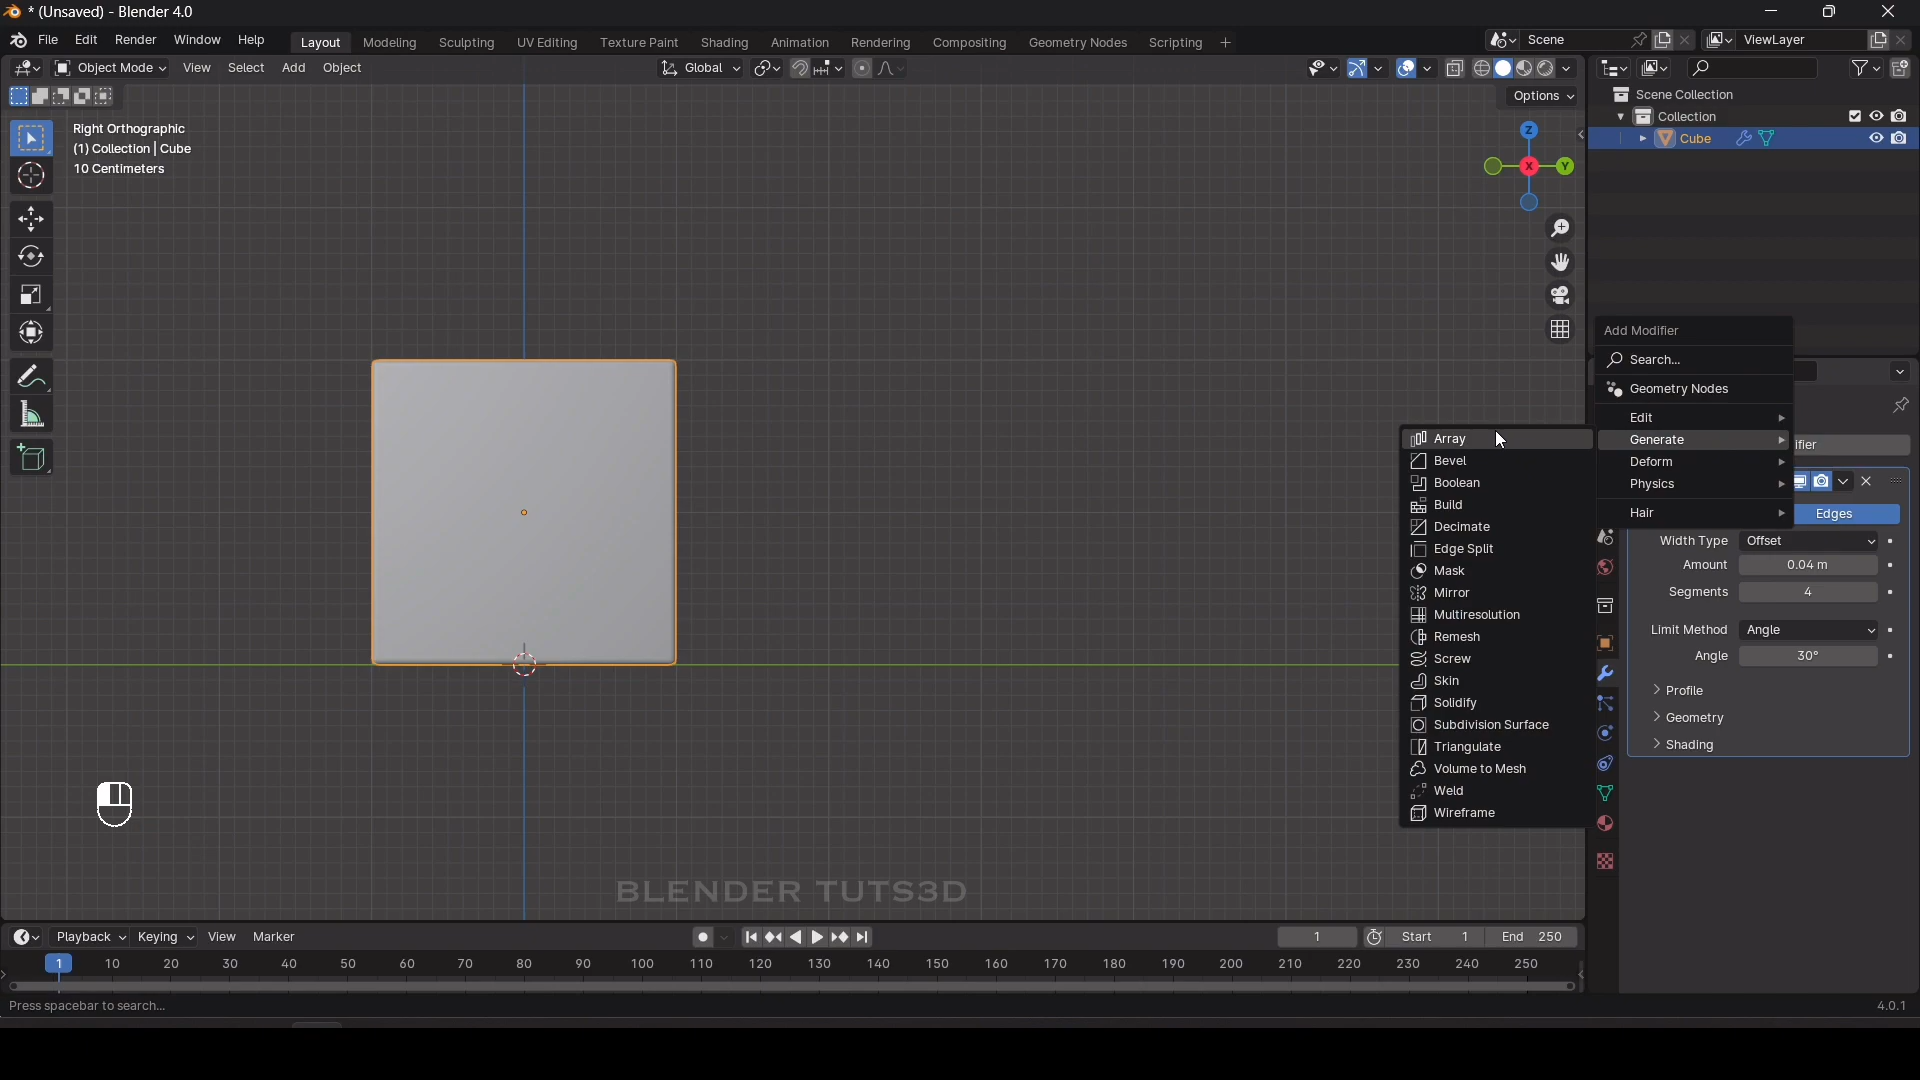 * (Unsaved) - Blender 4.0
File Edit Render Window Help Layout Modeling Sculpting UV Editing Texture Paint Shading Animation Rendering Compositing Geometry Nodes Scripting + Scene ViewLayer
Object Mode View Select Add Object Global
Options
Right Orthographic
(1) Collection | Cube
10 Centimeters
Z
X
Y
Scene Collection
Collection
Cube
Add Modifier
Search...
Geometry Nodes
Edit
Generate
Deform
Physics
Hair
Array
Bevel
Boolean
Build
Decimate
Edge Split
Mask
Mirror
Multiresolution
Remesh
Screw
Skin
Solidify
Subdivision Surface
Triangulate
Volume to Mesh
Weld
Wireframe
ifier
Edges
Width Type Offset
Amount 0.04 m
Segments 4
Limit Method Angle
Angle 30°
Profile
Geometry
Shading
BLENDER TUTS3D
Playback Keying View Marker 1 Start 1 End 250
1 10 20 30 40 50 60 70 80 90 100 110 120 130 140 150 160 170 180 190 200 210 220 230 240 250
Press spacebar to search... 4.0.1